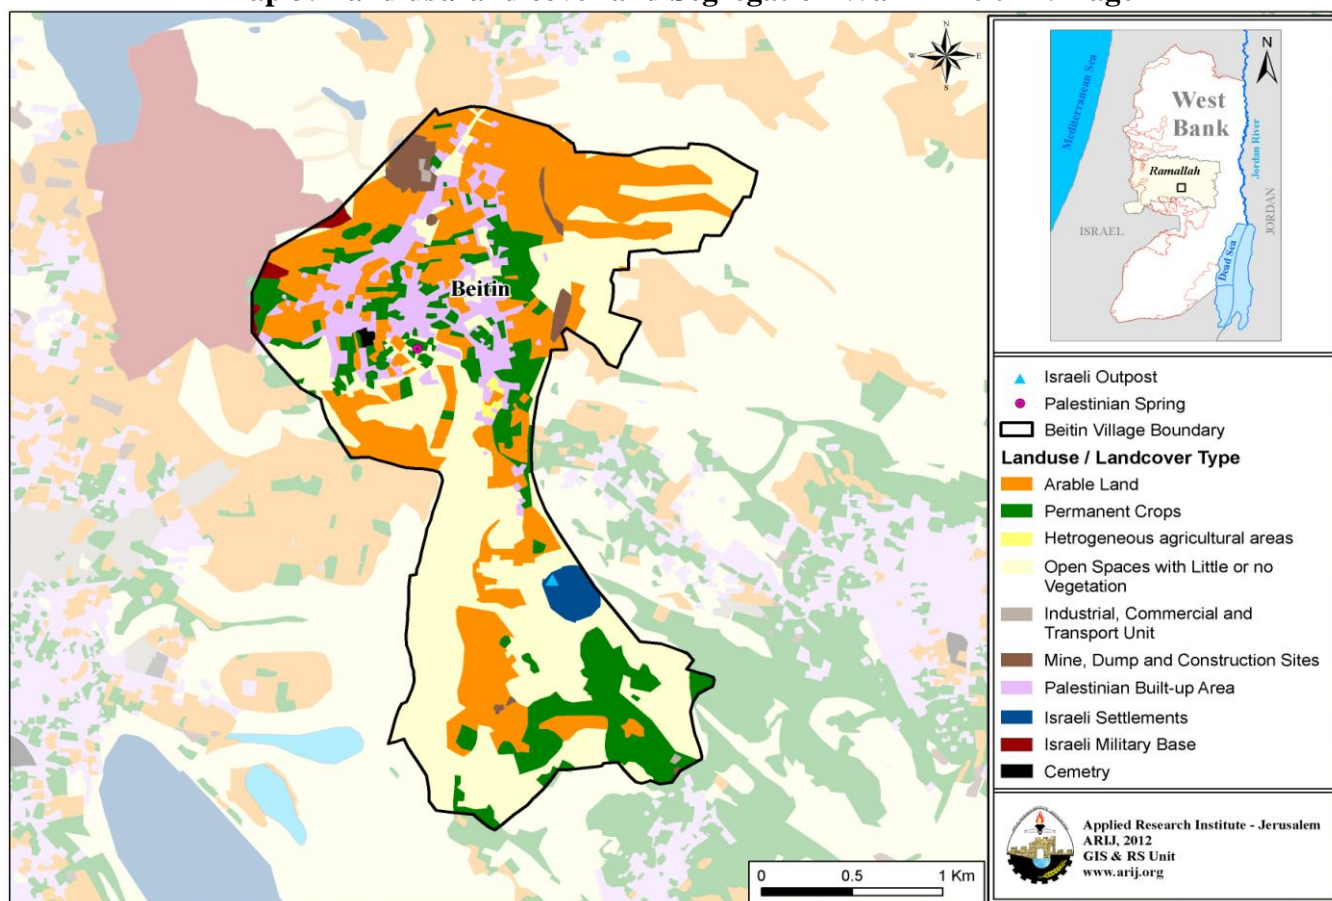 cover and Segregation
N
W
E
S
Beitin
0
0.5
1 Km
N
Mediterranean Sea
West
Bank
Ramallah
Jordan River
JORDAN
ISRAEL
Dead Sea
Israeli Outpost
Palestinian Spring
Beitin Village Boundary
Landuse / Landcover Type
Arable Land
Permanent Crops
Hetrogeneous agricultural areas
Open Spaces with Little or no
Vegetation
Industrial, Commercial and
Transport Unit
Mine, Dump and Construction Sites
Palestinian Built-up Area
Israeli Settlements
Israeli Military Base
Cemetry
Applied Research Institute - Jerusalem
ARIJ, 2012
GIS & RS Unit
www.arij.org